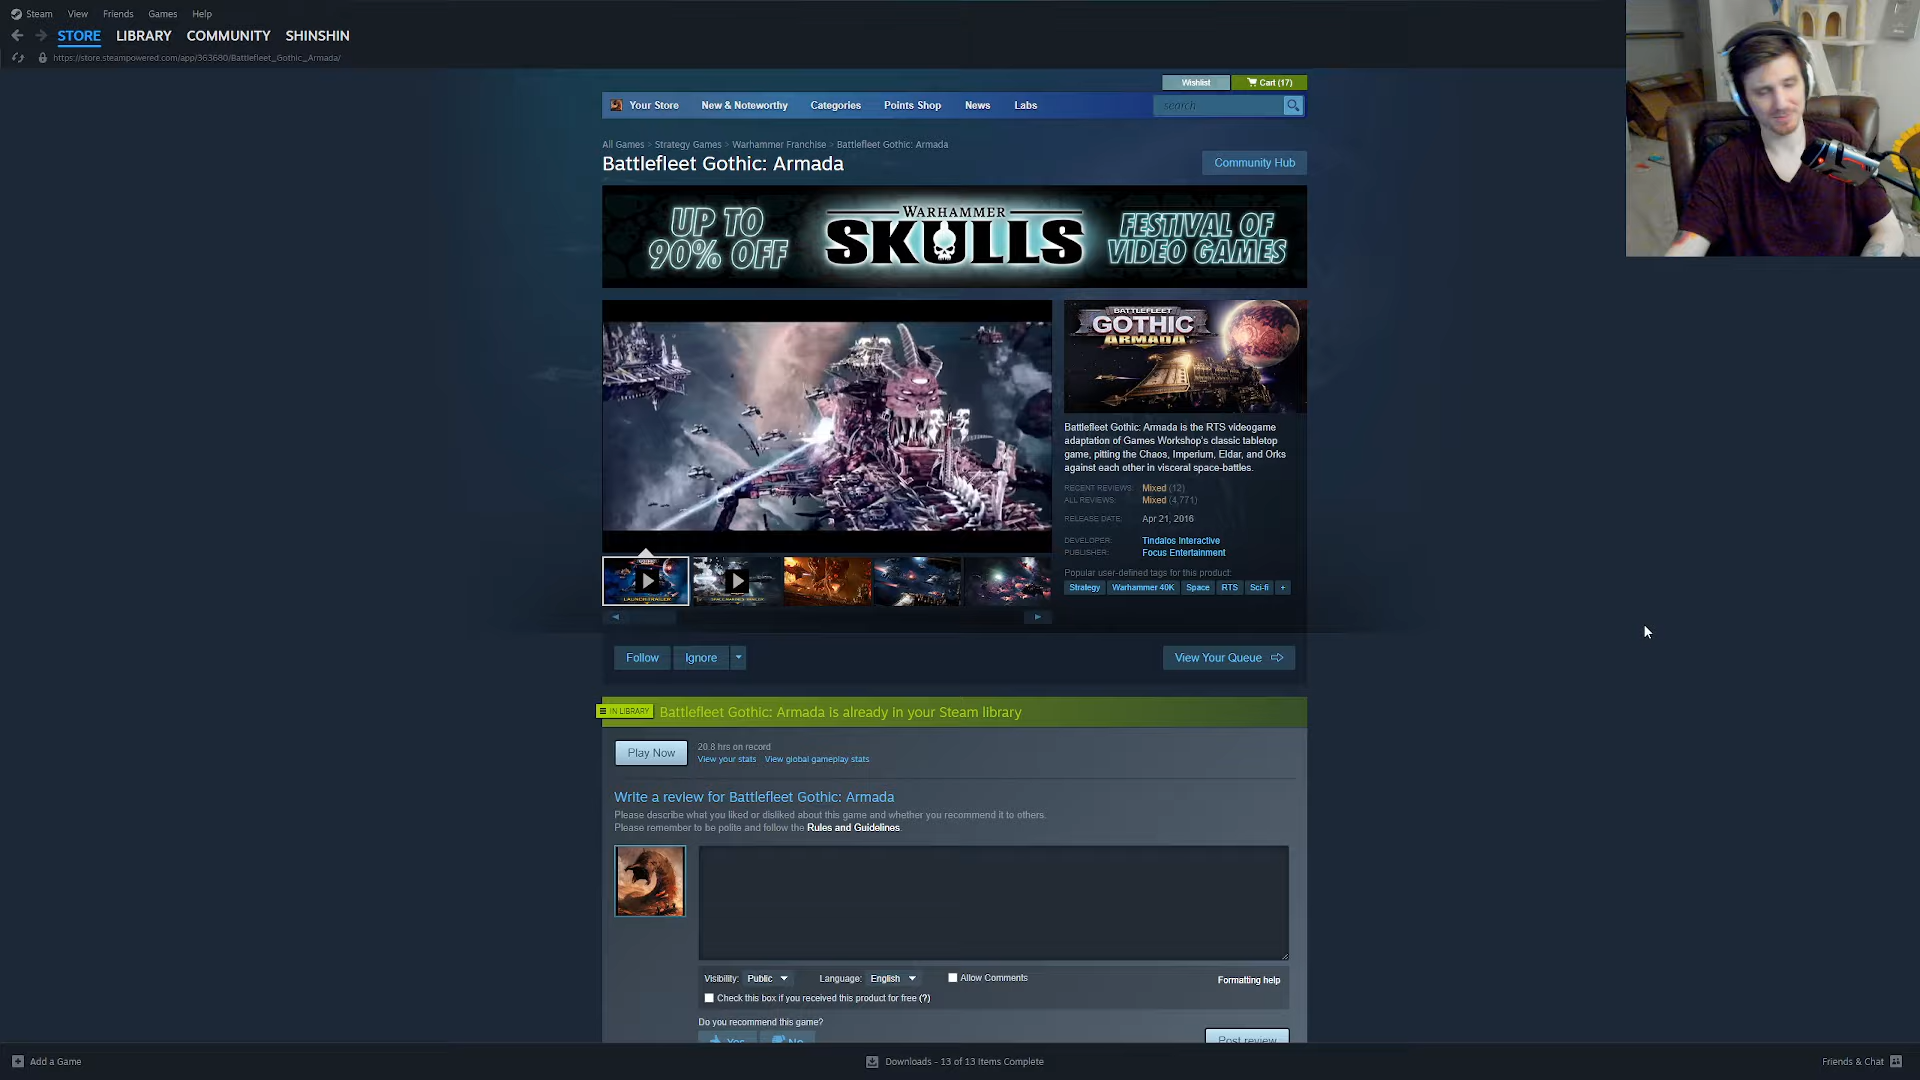 Steam View Friends Games Help
STORE LIBRARY COMMUNITY SHINSHIN
https://store.steampowered.com/app/363680/Battlefleet_Gothic_Armada/
Wishlist Cart (17)
Your Store New & Noteworthy Categories Points Shop News Labs search
All Games > Strategy Games > Warhammer Franchise > Battlefleet Gothic: Armada
Battlefleet Gothic: Armada
Community Hub
UP TO 90% OFF
WARHAMMER
SKULLS
FESTIVAL OF VIDEO GAMES
BATTLEFLEET
GOTHIC
ARMADA
Battlefleet Gothic: Armada is the RTS videogame
adaptation of Games Workshop's classic tabletop
game, pitting the Chaos, Imperium, Eldar, and Orks
against each other in visceral space-battles.
RECENT REVIEWS: Mixed (12)
ALL REVIEWS: Mixed (4,771)
RELEASE DATE: Apr 21, 2016
DEVELOPER: Tindalos Interactive
PUBLISHER: Focus Entertainment
Popular user-defined tags for this product:
Strategy Warhammer 40K Space RTS Sci-fi +
LAUNCH TRAILER
Follow Ignore View Your Queue
IN LIBRARY Battlefleet Gothic: Armada is already in your Steam library
Play Now
20.8 hrs on record
View your stats View global gameplay stats
Write a review for Battlefleet Gothic: Armada
Please describe what you liked or disliked about this game and whether you recommend it to others.
Please remember to be polite and follow the Rules and Guidelines.
Visibility: Public Language: English Allow Comments Formatting help
Check this box if you received this product for free (?)
Do you recommend this game?
Yes No Post review
Add a Game Downloads - 13 of 13 Items Complete Friends & Chat